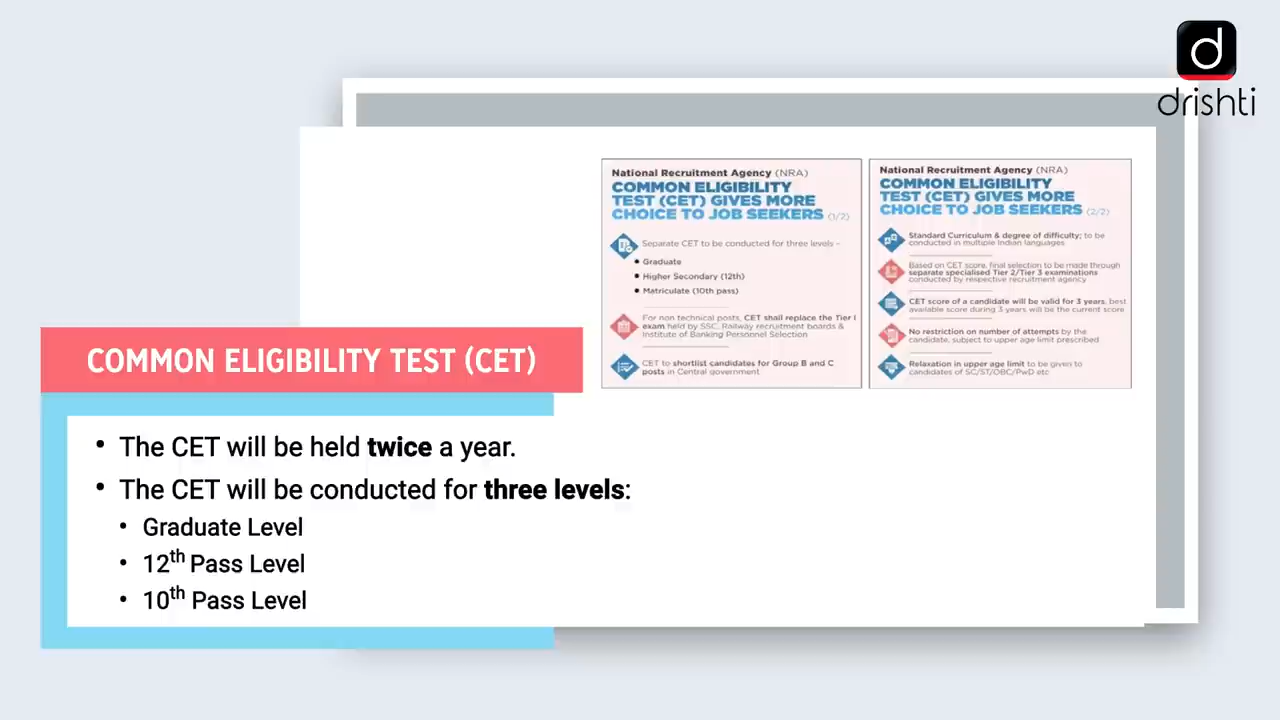 drishti
National Recruitment Agency (NRA)
COMMON ELIGIBILITY
TEST (CET) GIVES MORE
CHOICE TO JOB SEEKERS (1/2)
Separate CET to be conducted for three levels –
• Graduate
• Higher Secondary (12th)
• Matriculate (10th pass)
For non technical posts, CET shall replace the Tier I
exam held by SSC, Railway recruitment boards &
Institute of Banking Personnel Selection
CET to shortlist candidates for Group B and C
posts in Central government
National Recruitment Agency (NRA)
COMMON ELIGIBILITY
TEST (CET) GIVES MORE
CHOICE TO JOB SEEKERS (2/2)
Standard Curriculum & degree of difficulty; to be
conducted in multiple Indian languages
Based on CET score, final selection to be made through
separate specialised Tier 2/Tier 3 examinations
conducted by respective recruitment agency
CET score of a candidate will be valid for 3 years, best
available score during 3 years will be the current score
No restriction on number of attempts by the
candidate, subject to upper age limit prescribed
Relaxation in upper age limit to be given to
candidates of SC/ST/OBC/PwD etc
COMMON ELIGIBILITY TEST (CET)
• The CET will be held twice a year.
• The CET will be conducted for three levels:
• Graduate Level
• 12th Pass Level
• 10th Pass Level